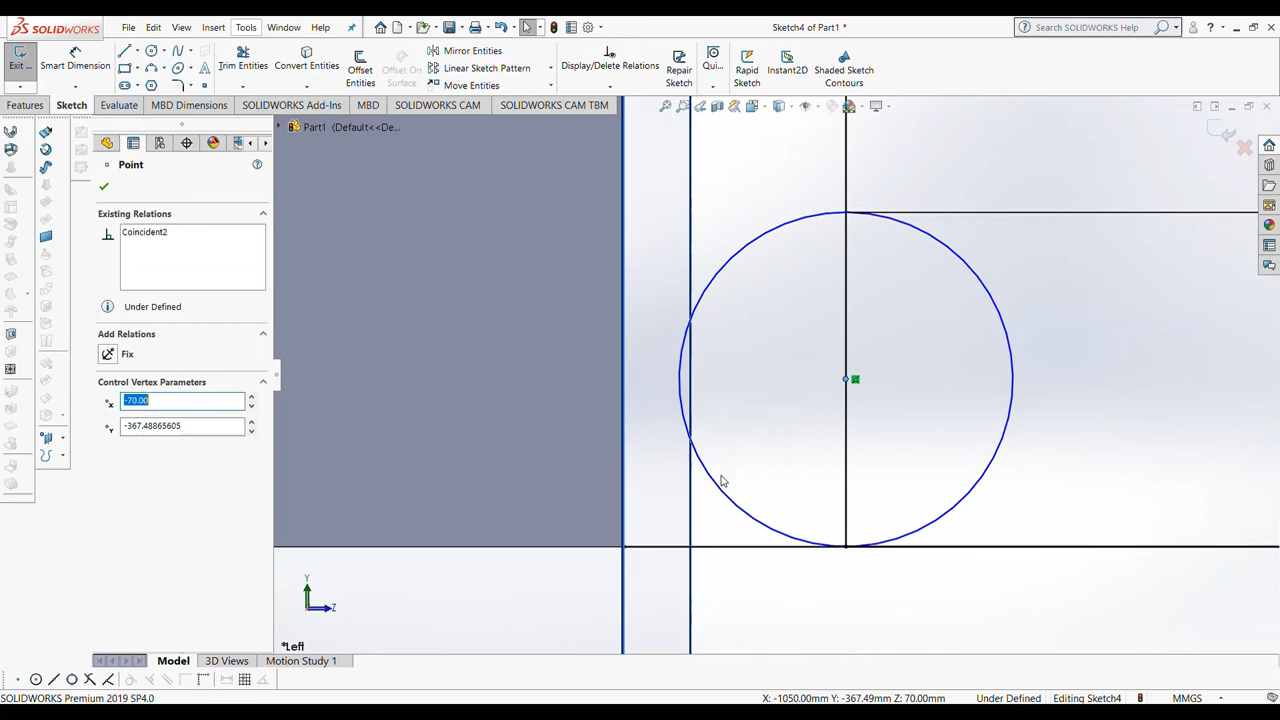 SOLIDWORKS
File Edit View Insert Tools Window Help
Sketch4 of Part1 *
Search SOLIDWORKS Help
Exit ...
Smart Dimension
Trim Entities
Convert Entities
Offset Entities
Offset On Surface
Mirror Entities
Linear Sketch Pattern
Move Entities
Display/Delete Relations
Repair Sketch
Qui...
Rapid Sketch
Instant2D
Shaded Sketch Contours
Features Sketch Evaluate MBD Dimensions SOLIDWORKS Add-Ins MBD SOLIDWORKS CAM SOLIDWORKS CAM TBM
Part1 (Default<<De...
Point
Existing Relations
Coincident2
Under Defined
Add Relations
Fix
Control Vertex Parameters
-70.00
-367.48865605
Y
Z
*Left
Model 3D Views Motion Study 1
SOLIDWORKS Premium 2019 SP4.0
X: -1050.00mm Y: -367.49mm Z: 70.00mm Under Defined Editing Sketch4 MMGS